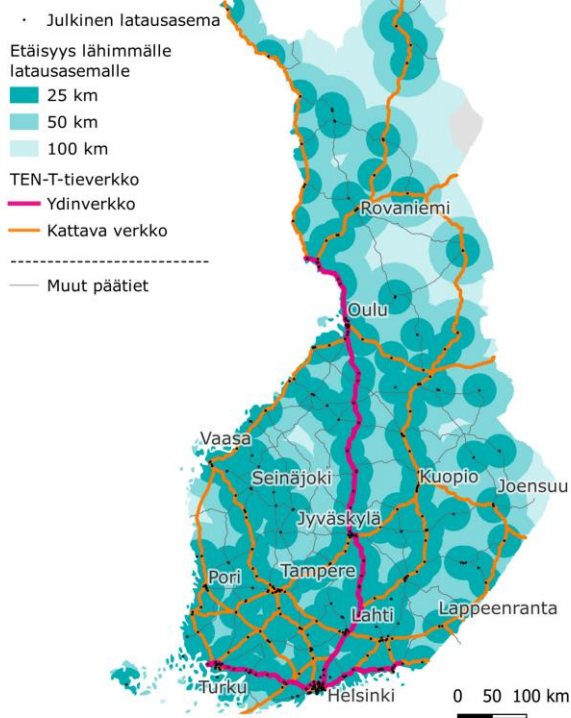 Julkinen latausasema
Etäisyys lähimmälle
latausasemalle
25 km
50 km
100 km
TEN-T-tieverkko
Ydinverkko
Kattava verkko
Muut päätiet
Rovaniemi
Oulu
Vaasa
Seinäjoki
Kuopio
Joensuu
Jyväskylä
Pori
Tampere
Lahti
Lappeenranta
Turku
Helsinki
0 50 100 km